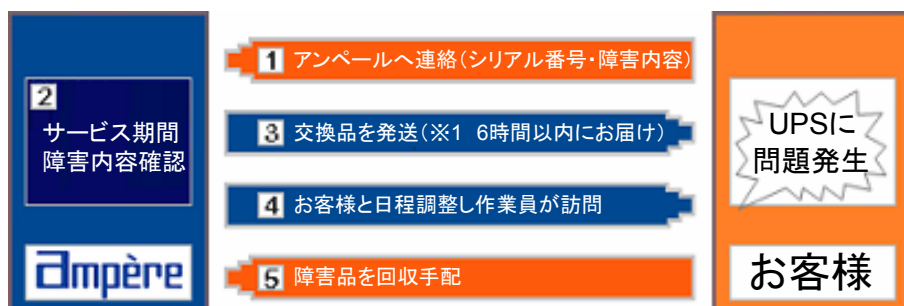 2
サービス期間
障害内容確認
ampère
1 アンペールへ連絡(シリアル番号・障害内容)
3 交換品を発送(※1 6時間以内にお届け)
4 お客様と日程調整し作業員が訪問
5 障害品を回収手配
UPSに
問題発生
お客様